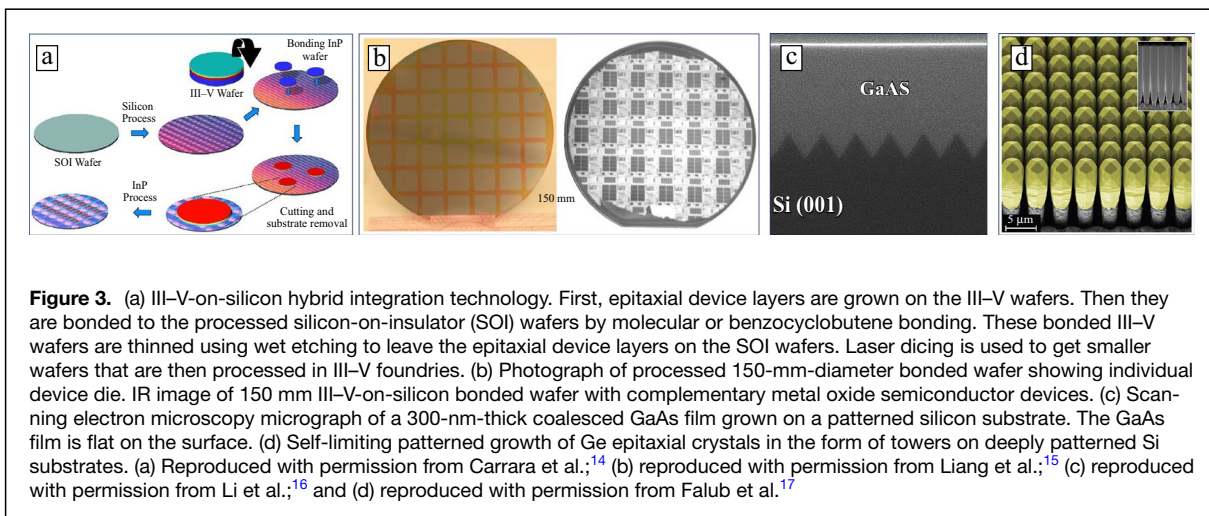 a
Bonding InP
wafer
III–V Wafer
Silicon
Process
SOI Wafer
InP
Process
Cutting and
substrate removal
b
150 mm
c
GaAS
Si (001)
d
5 µm
Figure 3. (a) III–V-on-silicon hybrid integration technology. First, epitaxial device layers are grown on the III–V wafers. Then they
are bonded to the processed silicon-on-insulator (SOI) wafers by molecular or benzocyclobutene bonding. These bonded III–V
wafers are thinned using wet etching to leave the epitaxial device layers on the SOI wafers. Laser dicing is used to get smaller
wafers that are then processed in III–V foundries. (b) Photograph of processed 150-mm-diameter bonded wafer showing individual
device die. IR image of 150 mm III–V-on-silicon bonded wafer with complementary metal oxide semiconductor devices. (c) Scan-
ning electron microscopy micrograph of a 300-nm-thick coalesced GaAs film grown on a patterned silicon substrate. The GaAs
film is flat on the surface. (d) Self-limiting patterned growth of Ge epitaxial crystals in the form of towers on deeply patterned Si
substrates. (a) Reproduced with permission from Carrara et al.;14 (b) reproduced with permission from Liang et al.;15 (c) reproduced
with permission from Li et al.;16 and (d) reproduced with permission from Falub et al.17